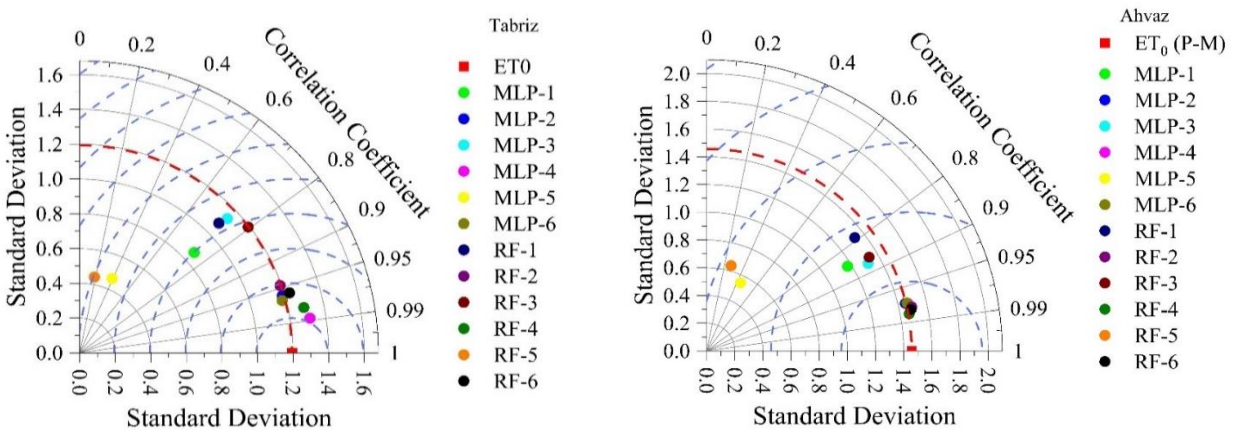 Tabriz
Correlation Coefficient
0
0.2
0.4
0.6
0.8
0.9
0.95
0.99
1
Standard Deviation
1.6
1.4
1.2
1.0
0.8
0.6
0.4
0.2
0.0
0.0
0.2
0.4
0.6
0.8
1.0
1.2
1.4
1.6
Standard Deviation
ET0
MLP-1
MLP-2
MLP-3
MLP-4
MLP-5
MLP-6
RF-1
RF-2
RF-3
RF-4
RF-5
RF-6
Ahvaz
Correlation Coefficient
0
0.2
0.4
0.6
0.8
0.9
0.95
0.99
1
Standard Deviation
2.0
1.8
1.6
1.4
1.2
1.0
0.8
0.6
0.4
0.2
0.0
0.0
0.2
0.4
0.6
0.8
1.0
1.2
1.4
1.6
1.8
2.0
Standard Deviation
ET₀ (P-M)
MLP-1
MLP-2
MLP-3
MLP-4
MLP-5
MLP-6
RF-1
RF-2
RF-3
RF-4
RF-5
RF-6